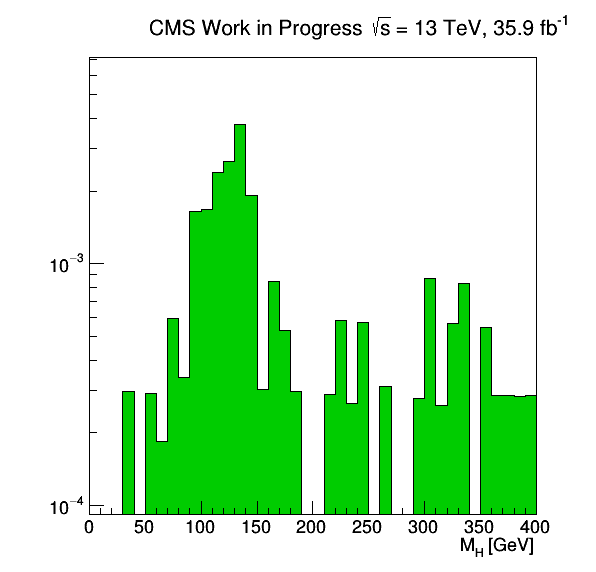 CMS Work in Progress √s = 13 TeV, 35.9 fb⁻¹
10⁻³
10⁻⁴
0 50 100 150 200 250 300 350 400
M_H [GeV]